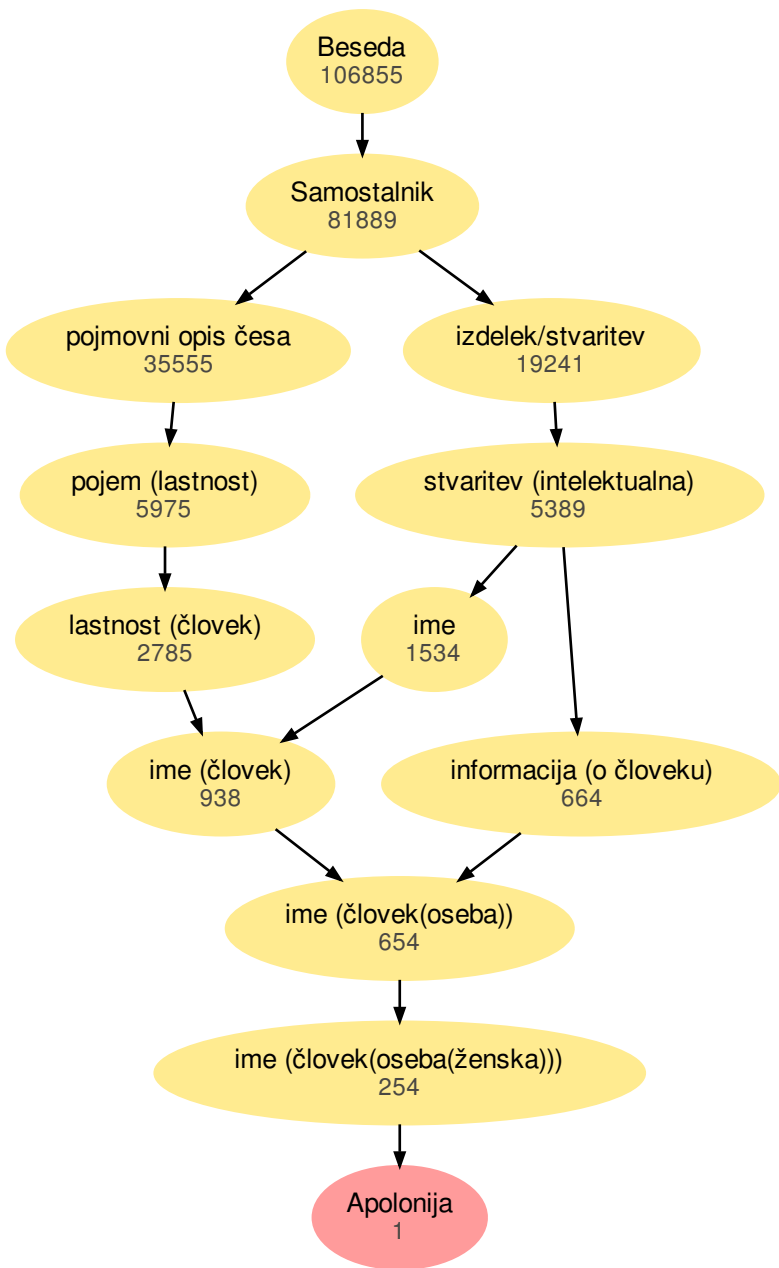 Beseda
106855
Samostalnik
81889
pojmovni opis česa
35555
izdelek/stvaritev
19241
pojem (lastnost)
5975
stvaritev (intelektualna)
5389
lastnost (človek)
2785
ime
1534
ime (človek)
938
informacija (o človeku)
664
ime (človek(oseba))
654
ime (človek(oseba(ženska)))
254
Apolonija
1